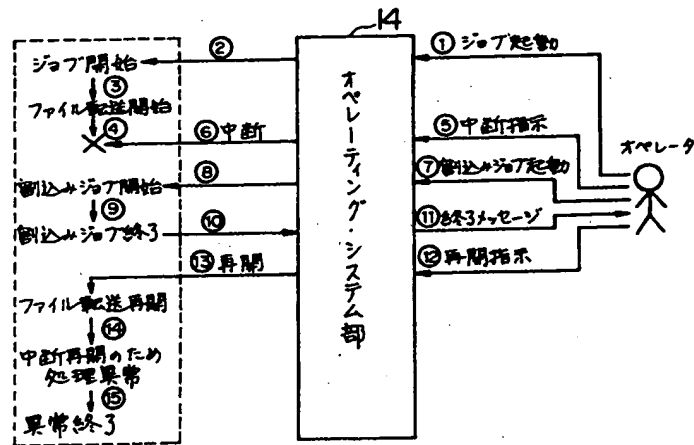 14
① ジョブ起動
②
ジョブ開始
③
ファイル転送開始
④
⑤ 中断指示
⑥ 中断
⑦ 割込みジョブ起動
オペレータ
⑧
割込みジョブ開始
⑨
割込みジョブ終了
⑩
⑪ 終了メッセージ
⑫ 再開指示
⑬ 再開
オペレーティング・システム部
ファイル転送再開
⑭
中断再開のため
処理異常
⑮
異常終了